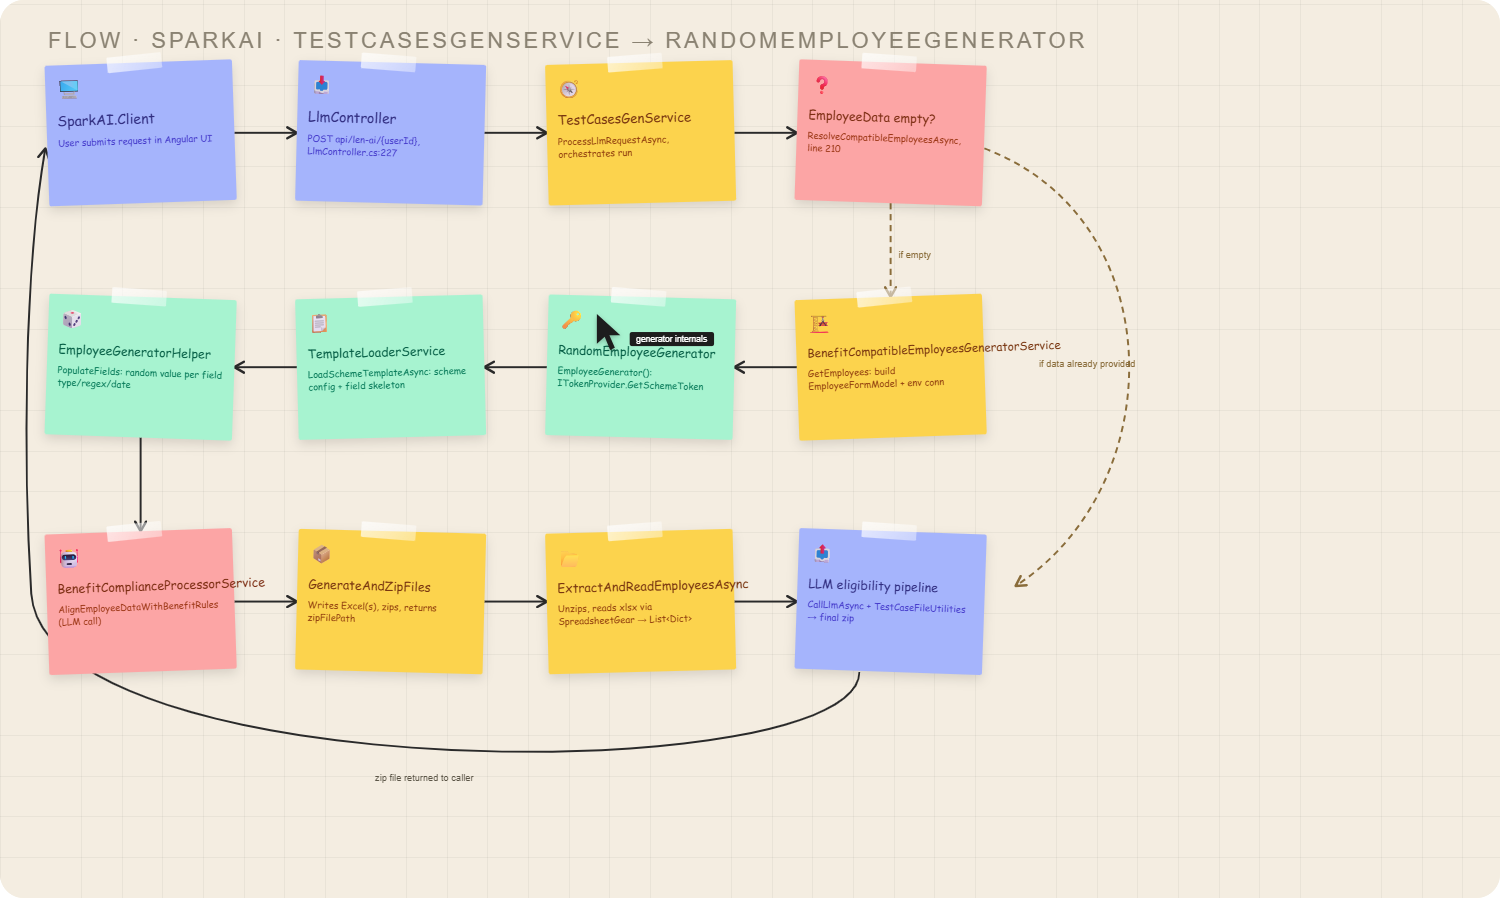 FLOW · SPARKAI · TESTCASESGENSERVICE → RANDOMEMPLOYEEGENERATOR
SparkAI.Client
User submits request in Angular UI
LlmController
POST api/len-ai/{userId},
LlmController.cs:227
TestCasesGenService
ProcessLlmRequestAsync,
orchestrates run
EmployeeData empty?
ResolveCompatibleEmployeesAsync,
line 210
if empty
EmployeeGeneratorHelper
PopulateFields: random value per field
type/regex/date
TemplateLoaderService
LoadSchemeTemplateAsync: scheme
config + field skeleton
generator internals
RandomEmployeeGenerator
EmployeeGenerator():
ITokenProvider.GetSchemeToken
BenefitCompatibleEmployeesGeneratorService
GetEmployees: build
EmployeeFormModel + env conn
if data already provided
BenefitComplianceProcessorService
AlignEmployeeDataWithBenefitRules
(LLM call)
GenerateAndZipFiles
Writes Excel(s), zips, returns
zipFilePath
ExtractAndReadEmployeesAsync
Unzips, reads xlsx via
SpreadsheetGear → List<Dict>
LLM eligibility pipeline
CallLlmAsync + TestCaseFileUtilities
→ final zip
zip file returned to caller